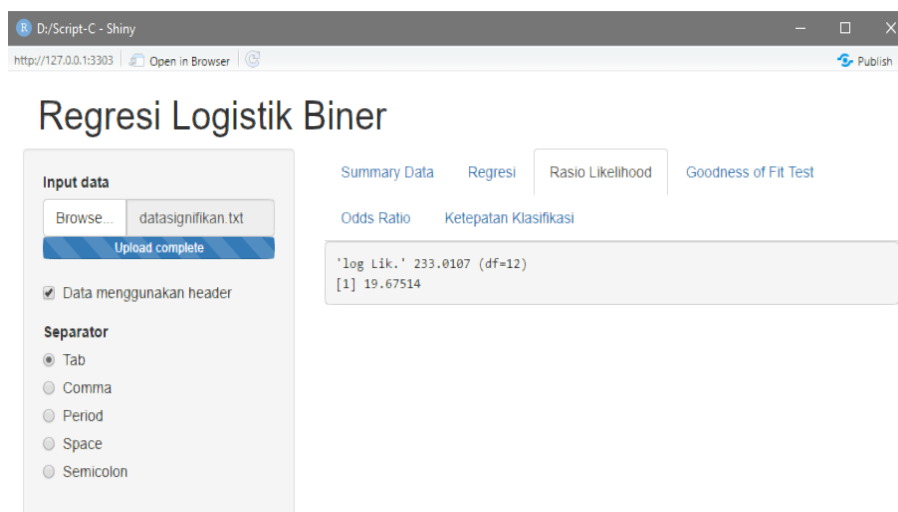 R D:/Script-C - Shiny
http://127.0.0.1:3303 Open in Browser Publish
Regresi Logistik Biner
Input data
Browse... datasignifikan.txt
Upload complete
Data menggunakan header
Separator
Tab
Comma
Period
Space
Semicolon
Summary Data Regresi Rasio Likelihood Goodness of Fit Test
Odds Ratio Ketepatan Klasifikasi
'log Lik.' 233.0107 (df=12)
[1] 19.67514